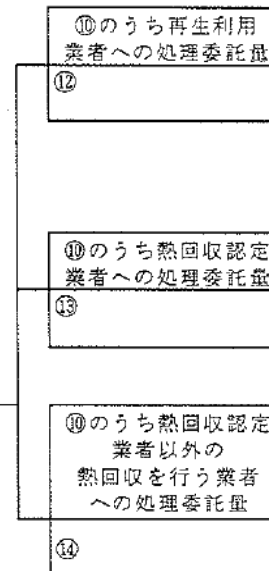 ⑩のうち再生利用
業者への処理委託量
⑫
⑩のうち熱回収認定
業者への処理委託量
⑬
⑩のうち熱回収認定
業者以外の
熱回収を行う業者
への処理委託量
⑭